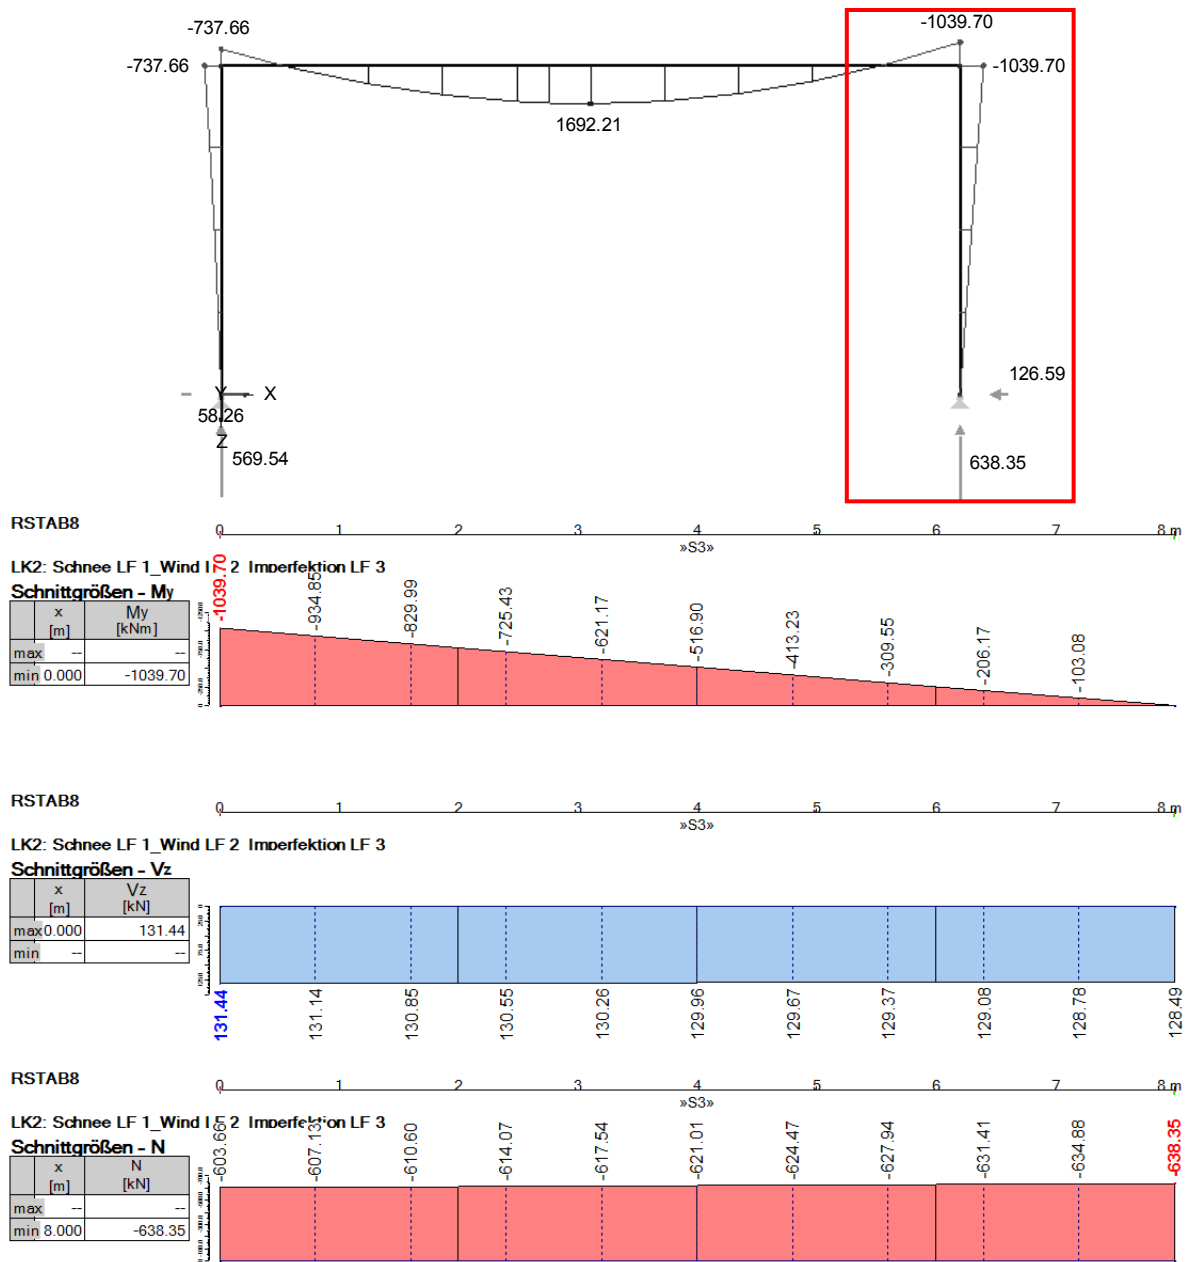 -737.66
-1039.70
-737.66
-1039.70
1692.21
126.59
Y X
58.26
Z
569.54
638.35
RSTAB8
0 1 2 3 4 5 6 7 8 m
»S3»
LK2: Schnee LF 1_Wind LF 2 Imperfektion LF 3
Schnittgrößen - My
x My
[m] [kNm]
max -- --
min 0.000 -1039.70
-1039.70 -934.85 -829.99 -725.43 -621.17 -516.90 -413.23 -309.55 -206.17 -103.08
RSTAB8
0 1 2 3 4 5 6 7 8 m
»S3»
LK2: Schnee LF 1_Wind LF 2 Imperfektion LF 3
Schnittgrößen - Vz
x Vz
[m] [kN]
max 0.000 131.44
min -- --
131.44 131.14 130.85 130.55 130.26 129.96 129.67 129.37 129.08 128.78 128.49
RSTAB8
0 1 2 3 4 5 6 7 8 m
»S3»
LK2: Schnee LF 1_Wind LF 2 Imperfektion LF 3
Schnittgrößen - N
x N
[m] [kN]
max -- --
min 8.000 -638.35
-603.66 -607.13 -610.60 -614.07 -617.54 -621.01 -624.47 -627.94 -631.41 -634.88 -638.35